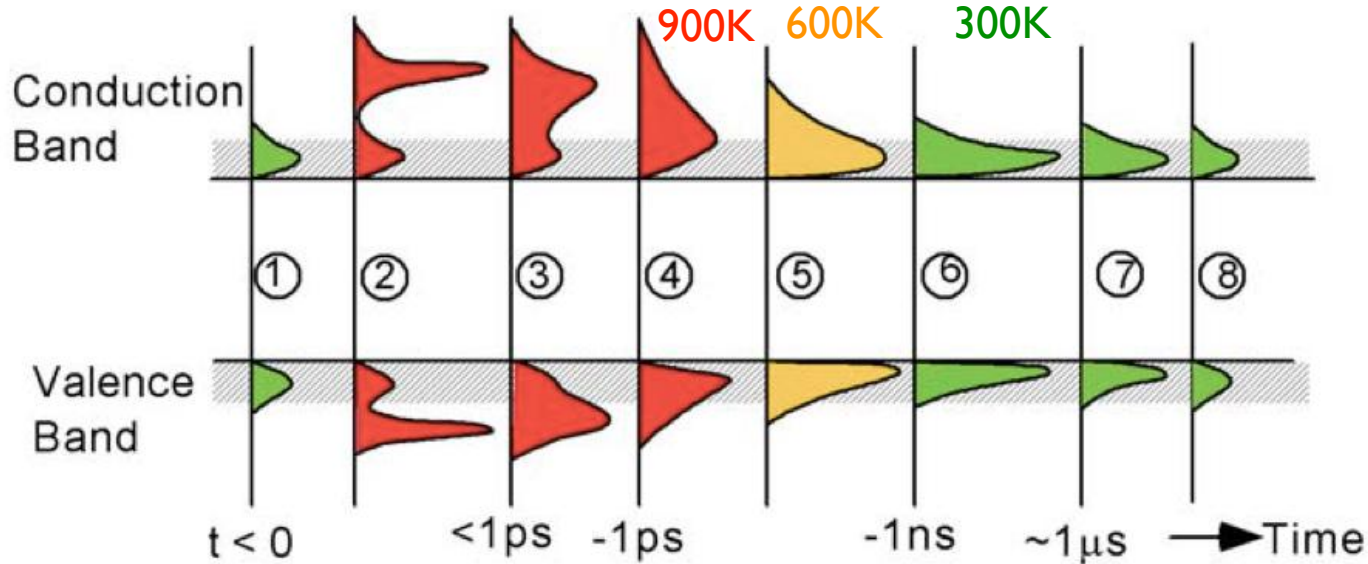 900K 600K 300K
Conduction
Band
① ② ③ ④ ⑤ ⑥ ⑦ ⑧
Valence
Band
t < 0 <1ps -1ps -1ns ~1μs Time